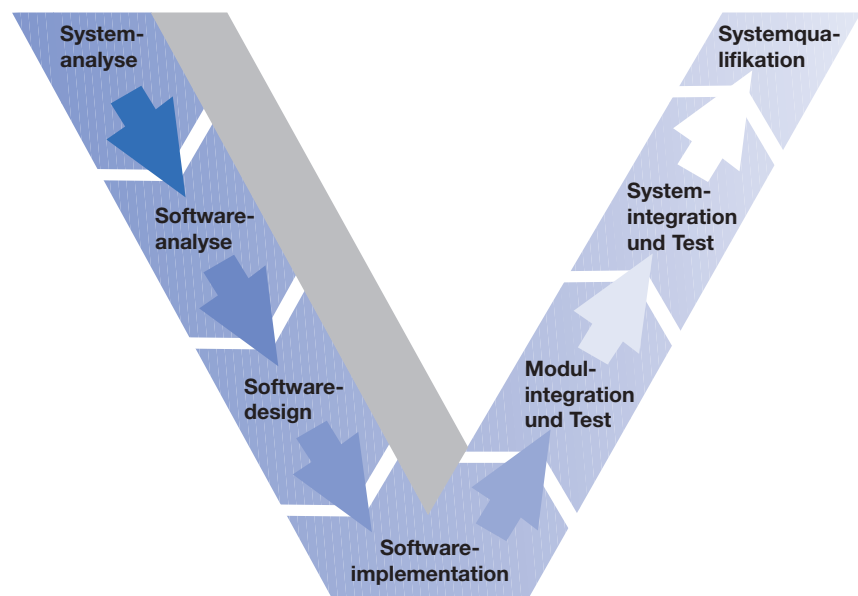 System-
analyse
Software-
analyse
Software-
design
Software-
implementation
Modul-
integration
und Test
System-
integration
und Test
Systemqua-
lifikation